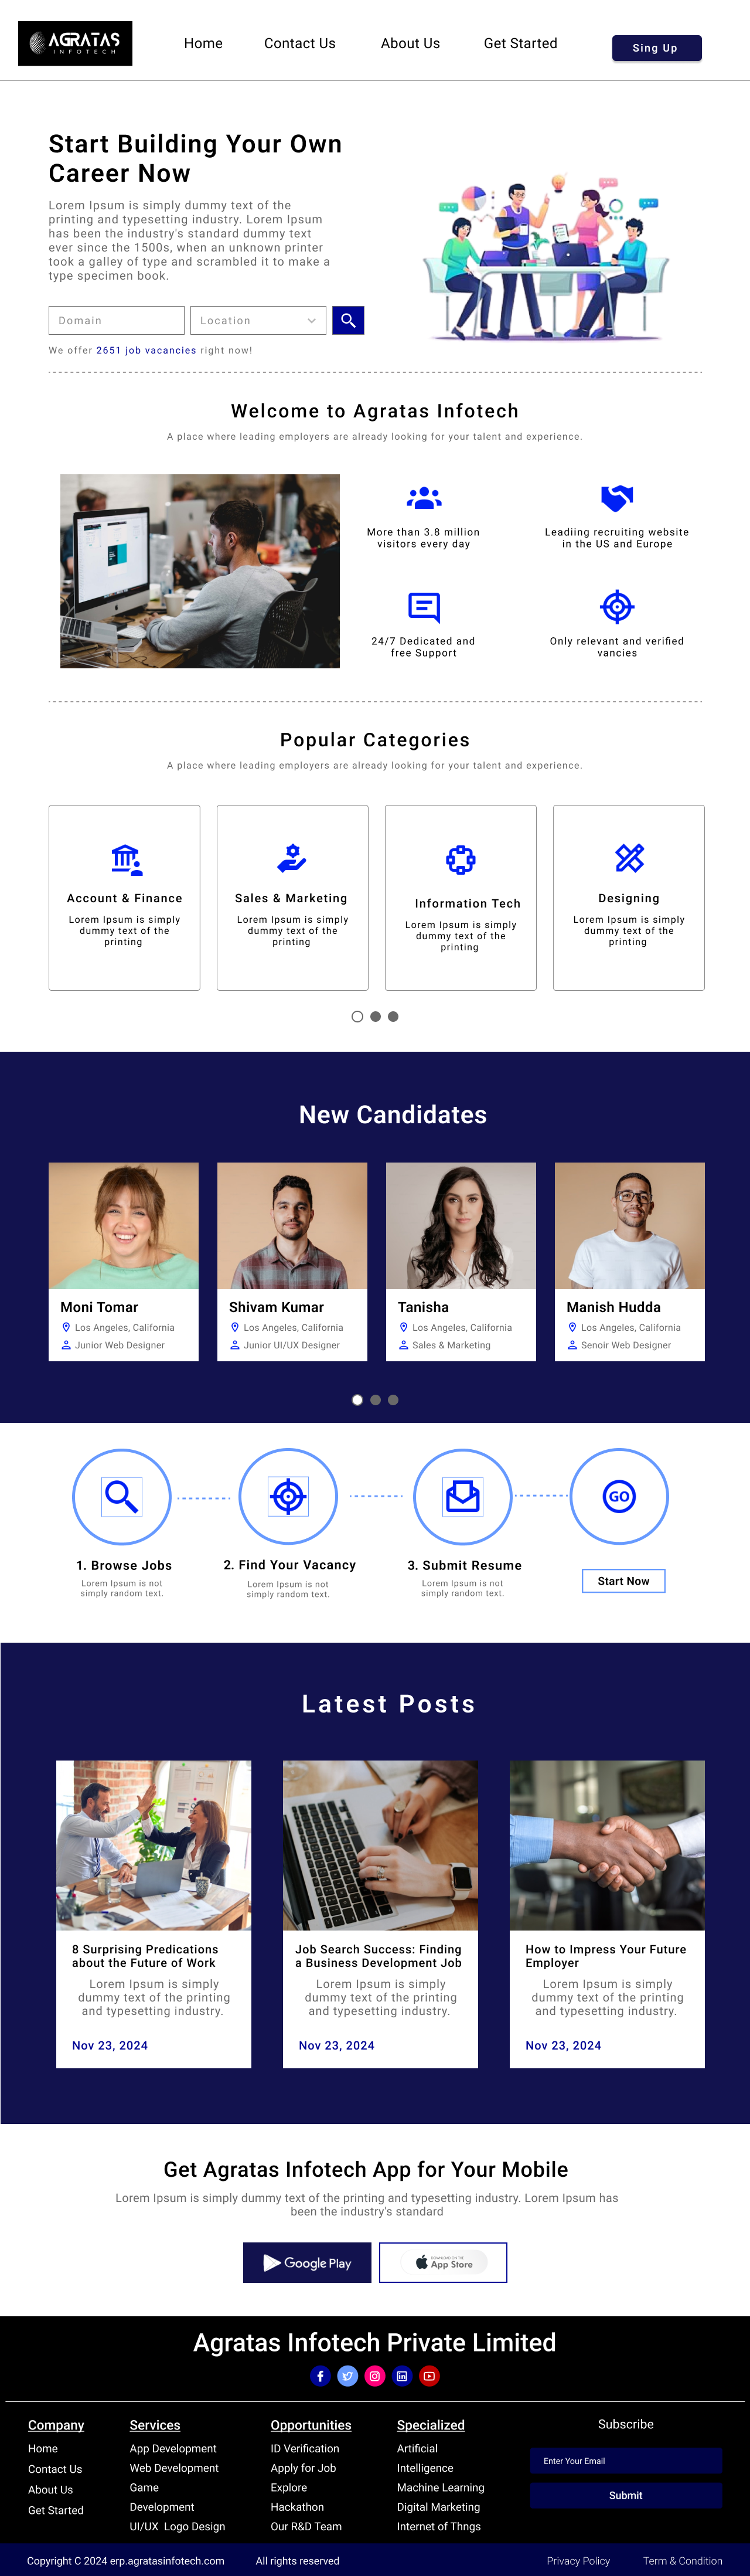 AGRATAS
INFOTECH
Home
Contact Us
About Us
Get Started
Sing Up
Start Building Your Own
Career Now
Lorem Ipsum is simply dummy text of the
printing and typesetting industry. Lorem Ipsum
has been the industry's standard dummy text
ever since the 1500s, when an unknown printer
took a galley of type and scrambled it to make a
type specimen book.
Domain
Location
We offer 2651 job vacancies right now!
Welcome to Agratas Infotech
A place where leading employers are already looking for your talent and experience.
More than 3.8 million
visitors every day
Leadiing recruiting website
in the US and Europe
24/7 Dedicated and
free Support
Only relevant and verified
vancies
Popular Categories
A place where leading employers are already looking for your talent and experience.
Account & Finance
Lorem Ipsum is simply
dummy text of the
printing
Sales & Marketing
Lorem Ipsum is simply
dummy text of the
printing
Information Tech
Lorem Ipsum is simply
dummy text of the
printing
Designing
Lorem Ipsum is simply
dummy text of the
printing
New Candidates
Moni Tomar
Los Angeles, California
Junior Web Designer
Shivam Kumar
Los Angeles, California
Junior UI/UX Designer
Tanisha
Los Angeles, California
Sales & Marketing
Manish Hudda
Los Angeles, California
Senoir Web Designer
GO
1. Browse Jobs
Lorem Ipsum is not
simply random text.
2. Find Your Vacancy
Lorem Ipsum is not
simply random text.
3. Submit Resume
Lorem Ipsum is not
simply random text.
Start Now
Latest Posts
8 Surprising Predications
about the Future of Work
Lorem Ipsum is simply
dummy text of the printing
and typesetting industry.
Nov 23, 2024
Job Search Success: Finding
a Business Development Job
Lorem Ipsum is simply
dummy text of the printing
and typesetting industry.
Nov 23, 2024
How to Impress Your Future
Employer
Lorem Ipsum is simply
dummy text of the printing
and typesetting industry.
Nov 23, 2024
Get Agratas Infotech App for Your Mobile
Lorem Ipsum is simply dummy text of the printing and typesetting industry. Lorem Ipsum has
been the industry's standard
Google Play
Download on the
App Store
Agratas Infotech Private Limited
Company
Home
Contact Us
About Us
Get Started
Services
App Development
Web Development
Game
Development
UI/UX Logo Design
Opportunities
ID Verification
Apply for Job
Explore
Hackathon
Our R&D Team
Specialized
Artificial
Intelligence
Machine Learning
Digital Marketing
Internet of Thngs
Subscribe
Enter Your Email
Submit
Copyright C 2024 erp.agratasinfotech.com
All rights reserved
Privacy Policy
Term & Condition